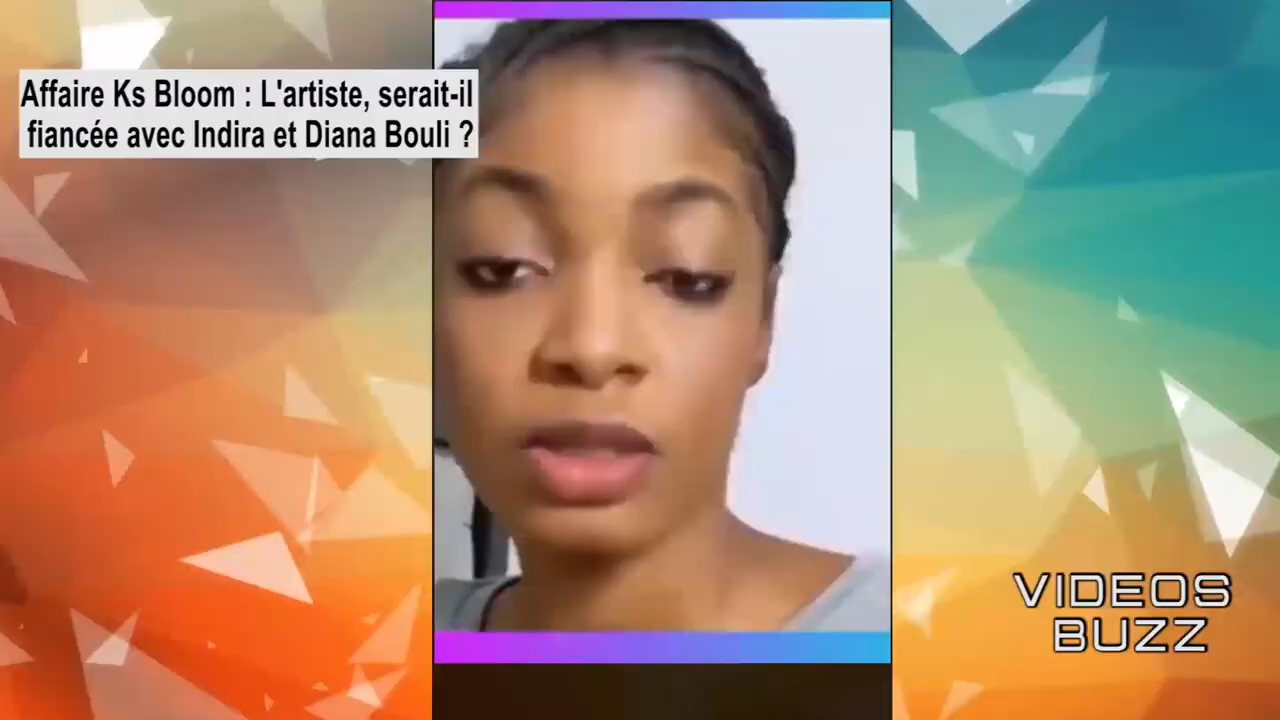 Affaire Ks Bloom : L'artiste, serait-il
fiancée avec Indira et Diana Bouli ?
VIDEOS
BUZZ